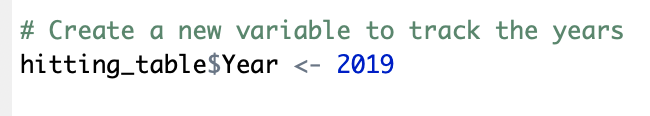 # Create a new variable to track the years
hitting_table$Year <- 2019